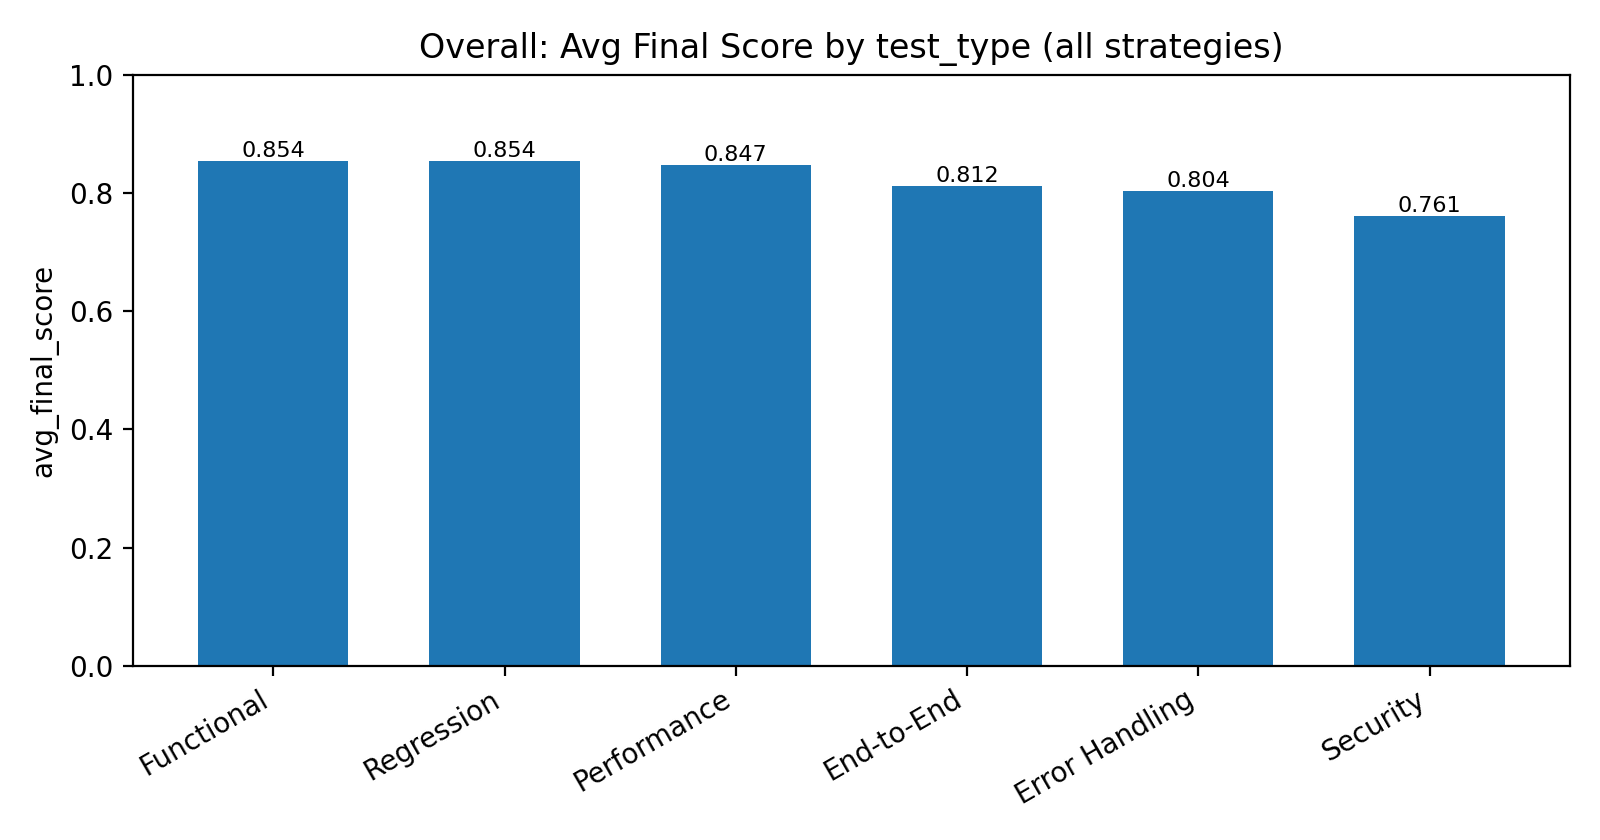 Overall: Avg Final Score by test_type (all strategies)
avg_final_score
1.0
0.8
0.6
0.4
0.2
0.0
0.854
0.854
0.847
0.812
0.804
0.761
Functional
Regression
Performance
End-to-End
Error Handling
Security